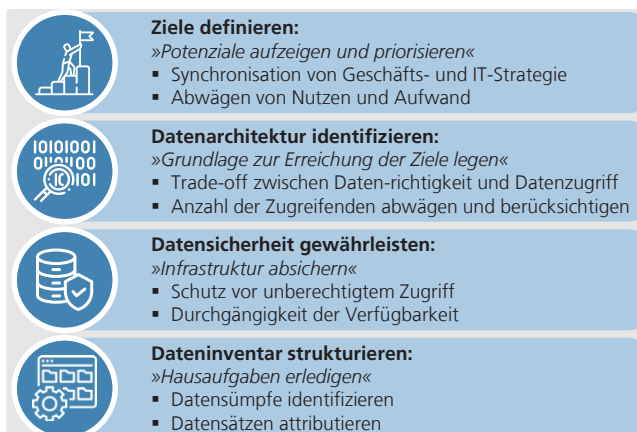 Ziele definieren:
»Potenziale aufzeigen und priorisieren«
▪ Synchronisation von Geschäfts- und IT-Strategie
▪ Abwägen von Nutzen und Aufwand
10101001
Datenarchitektur identifizieren:
»Grundlage zur Erreichung der Ziele legen«
▪ Trade-off zwischen Daten-richtigkeit und Datenzugriff
▪ Anzahl der Zugreifenden abwägen und berücksichtigen
Datensicherheit gewährleisten:
»Infrastruktur absichern«
▪ Schutz vor unberechtigtem Zugriff
▪ Durchgängigkeit der Verfügbarkeit
Dateninventar strukturieren:
»Hausaufgaben erledigen«
▪ Datensümpfe identifizieren
▪ Datensätzen attributieren